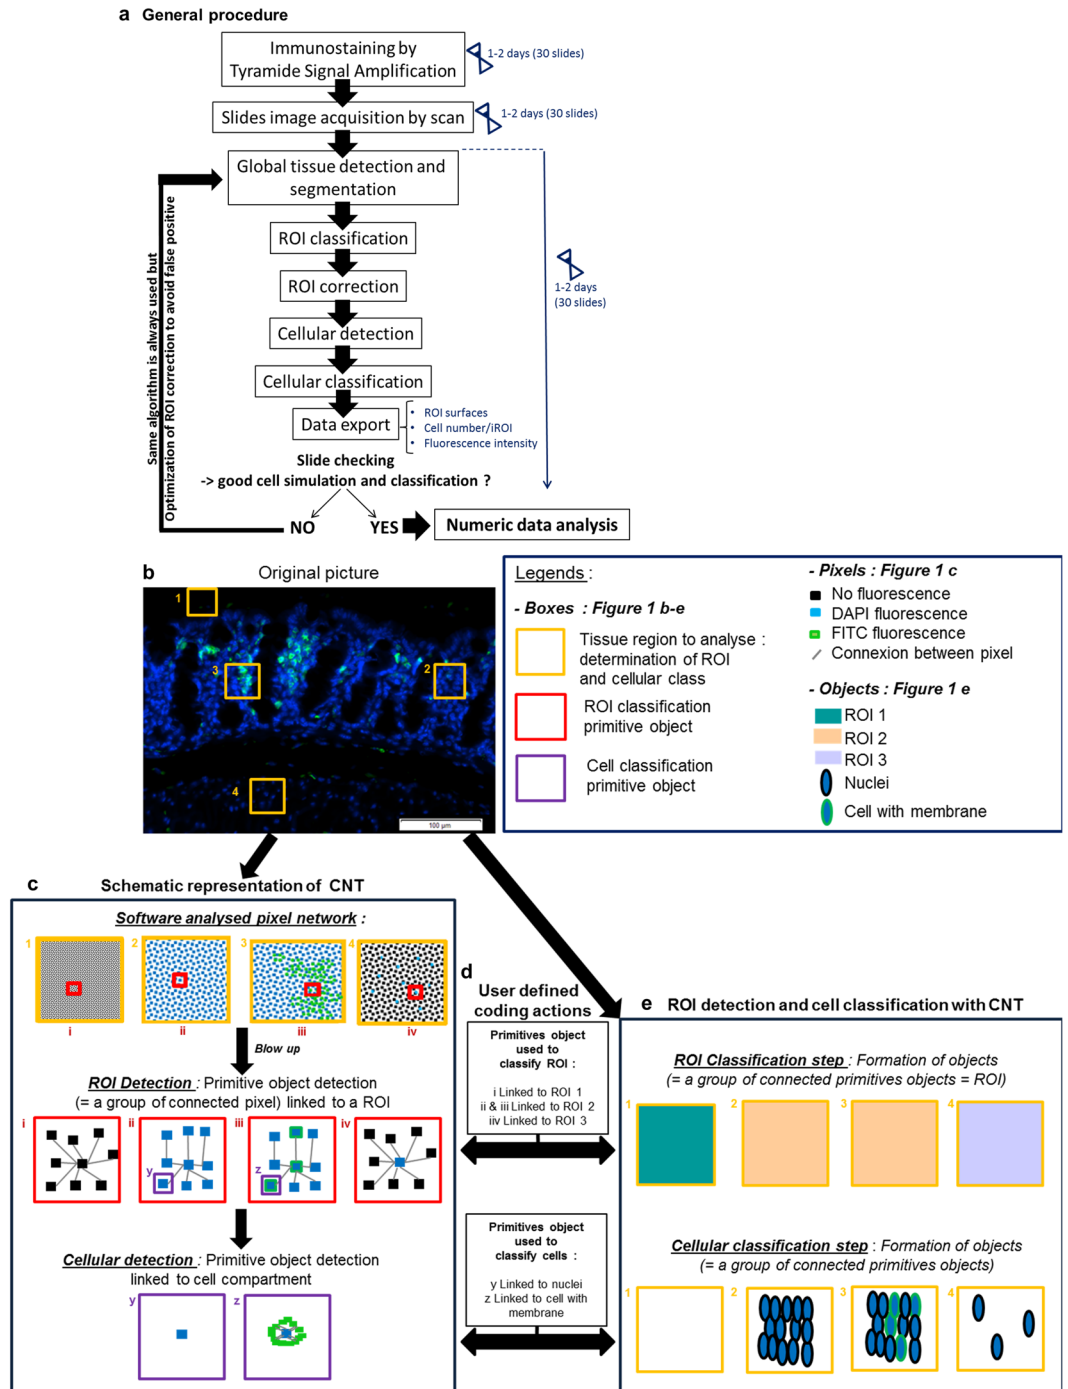 a General procedure
Immunostaining by
Tyramide Signal Amplification
1-2 days (30 slides)
Slides image acquisition by scan
1-2 days (30 slides)
Global tissue detection and
segmentation
ROI classification
ROI correction
1-2 days
(30 slides)
Cellular detection
Cellular classification
Data export
• ROI surfaces
• Cell number/iROI
• Fluorescence intensity
Same algorithm is always used but
Optimization of ROI correction to avoid false positive
Slide checking
-> good cell simulation and classification ?
NO
YES
Numeric data analysis
b Original picture
1
3
2
4
100 µm
Legends :
- Boxes : Figure 1 b-e
Tissue region to analyse :
determination of ROI
and cellular class
ROI classification
primitive object
Cell classification
primitive object
- Pixels : Figure 1 c
No fluorescence
DAPI fluorescence
FITC fluorescence
Connexion between pixel
- Objects : Figure 1 e
ROI 1
ROI 2
ROI 3
Nuclei
Cell with membrane
c Schematic representation of CNT
Software analysed pixel network :
1 2 3 4
i ii iii iv
Blow up
ROI Detection : Primitive object detection
(= a group of connected pixel) linked to a ROI
i ii iii iv
y z
Cellular detection : Primitive object detection
linked to cell compartment
y z
d
User defined
coding actions
Primitives object
used to
classify ROI :
i Linked to ROI 1
ii & iii Linked to ROI 2
iv Linked to ROI 3
Primitives object
used to
classify cells :
y Linked to nuclei
z Linked to cell with
membrane
e ROI detection and cell classification with CNT
ROI Classification step : Formation of objects
(= a group of connected primitives objects = ROI)
1 2 3 4
Cellular classification step : Formation of objects
(= a group of connected primitives objects)
1 2 3 4